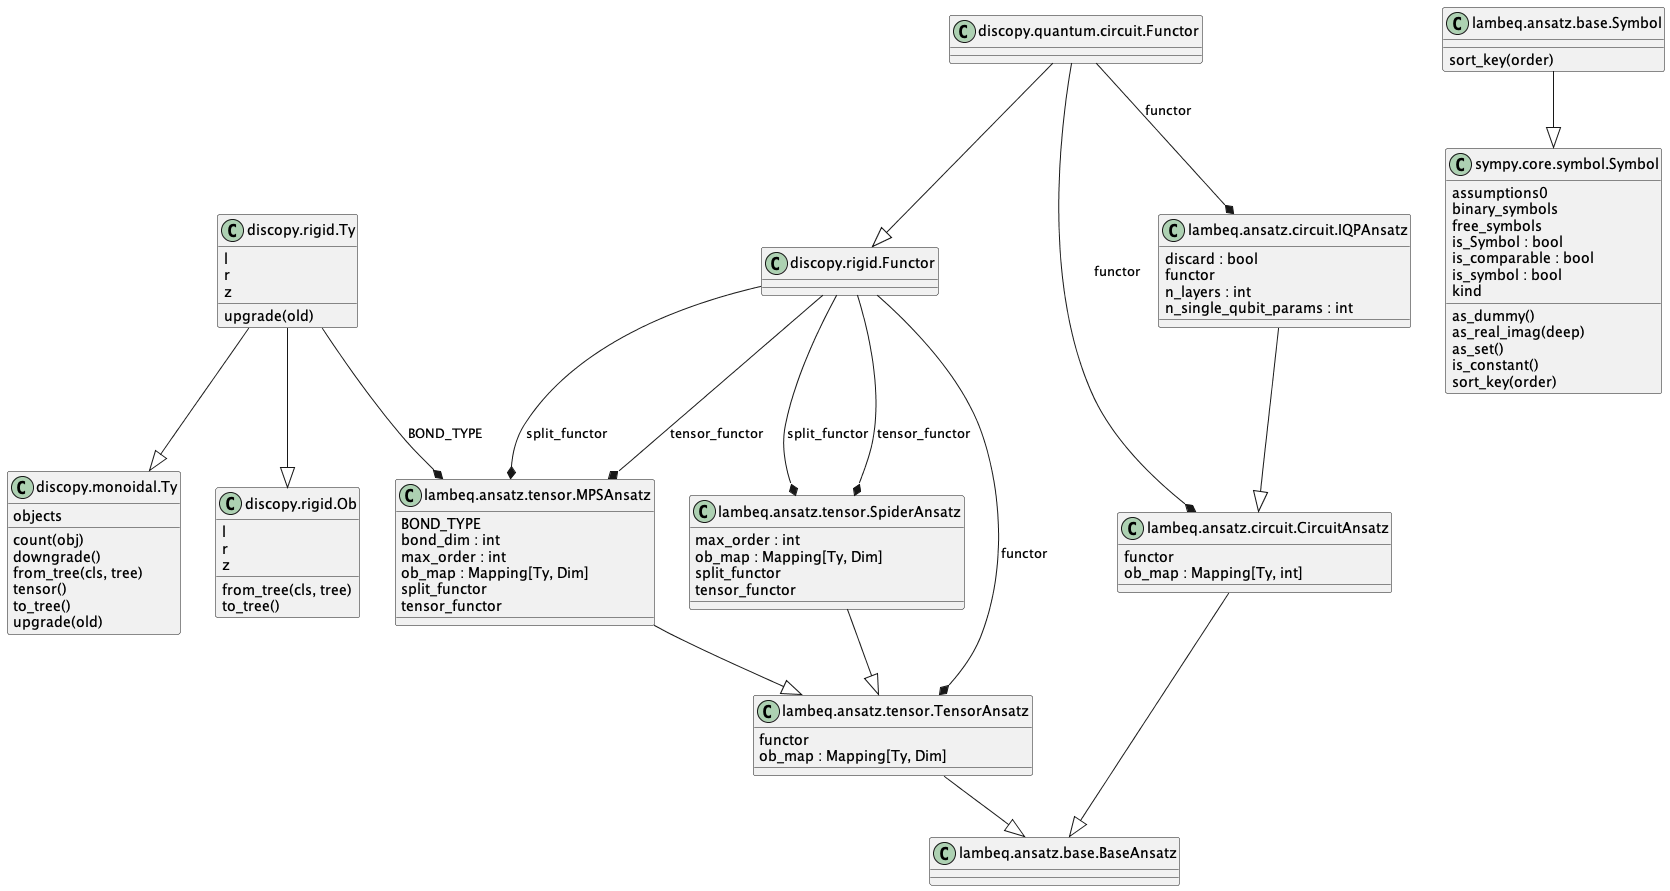 C discopy.quantum.circuit.Functor
C lambeq.ansatz.base.Symbol
sort_key(order)
functor
C sympy.core.symbol.Symbol
assumptions0
binary_symbols
free_symbols
is_Symbol : bool
is_comparable : bool
is_symbol : bool
kind
as_dummy()
as_real_imag(deep)
as_set()
is_constant()
sort_key(order)
C discopy.rigid.Ty
l
r
z
upgrade(old)
C discopy.rigid.Functor
functor
C lambeq.ansatz.circuit.IQPAnsatz
discard : bool
functor
n_layers : int
n_single_qubit_params : int
BOND_TYPE
split_functor
tensor_functor
split_functor
tensor_functor
C discopy.monoidal.Ty
objects
count(obj)
downgrade()
from_tree(cls, tree)
tensor()
to_tree()
upgrade(old)
C discopy.rigid.Ob
l
r
z
from_tree(cls, tree)
to_tree()
C lambeq.ansatz.tensor.MPSAnsatz
BOND_TYPE
bond_dim : int
max_order : int
ob_map : Mapping[Ty, Dim]
split_functor
tensor_functor
C lambeq.ansatz.tensor.SpiderAnsatz
max_order : int
ob_map : Mapping[Ty, Dim]
split_functor
tensor_functor
functor
C lambeq.ansatz.circuit.CircuitAnsatz
functor
ob_map : Mapping[Ty, int]
C lambeq.ansatz.tensor.TensorAnsatz
functor
ob_map : Mapping[Ty, Dim]
C lambeq.ansatz.base.BaseAnsatz